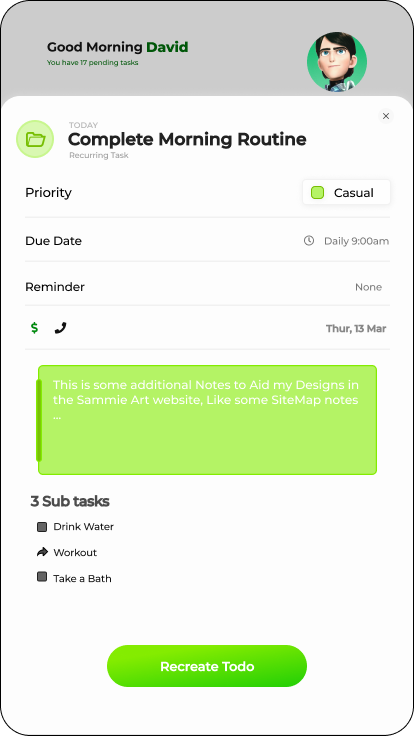 Good Morning David
You have 17 pending tasks
TODAY
Complete Morning Routine
Recurring Task
Priority
Casual
Due Date
Daily 9:00am
Reminder
None
$
Thur, 13 Mar
This is some additional Notes to Aid my Designs in
the Sammie Art website, Like some SiteMap notes
...
3 Sub tasks
Drink Water
Workout
Take a Bath
Recreate Todo